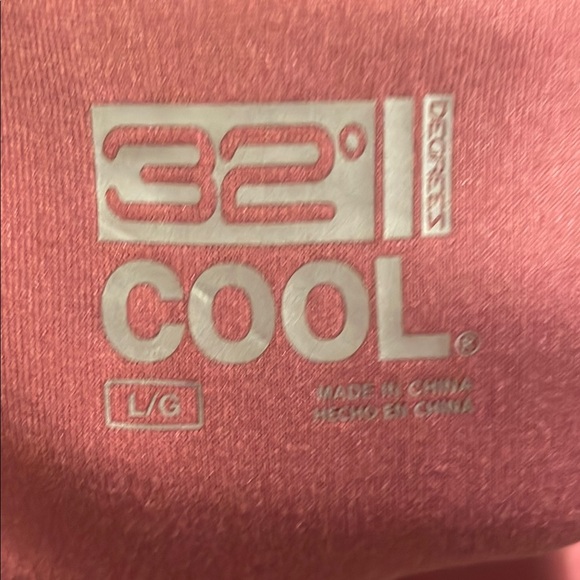 32° DEGREES
COOL®
L/G
MADE IN CHINA
HECHO EN CHINA